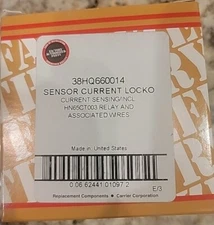 38HQ660014
SENSOR CURRENT LOCKO
CURRENT SENSING/INCL
HN65CT003 RELAY AND
ASSOCIATED WIRES
Made in: United States
0 06 62441 01097 2
E/3
Replacement Components Carrier Corporation